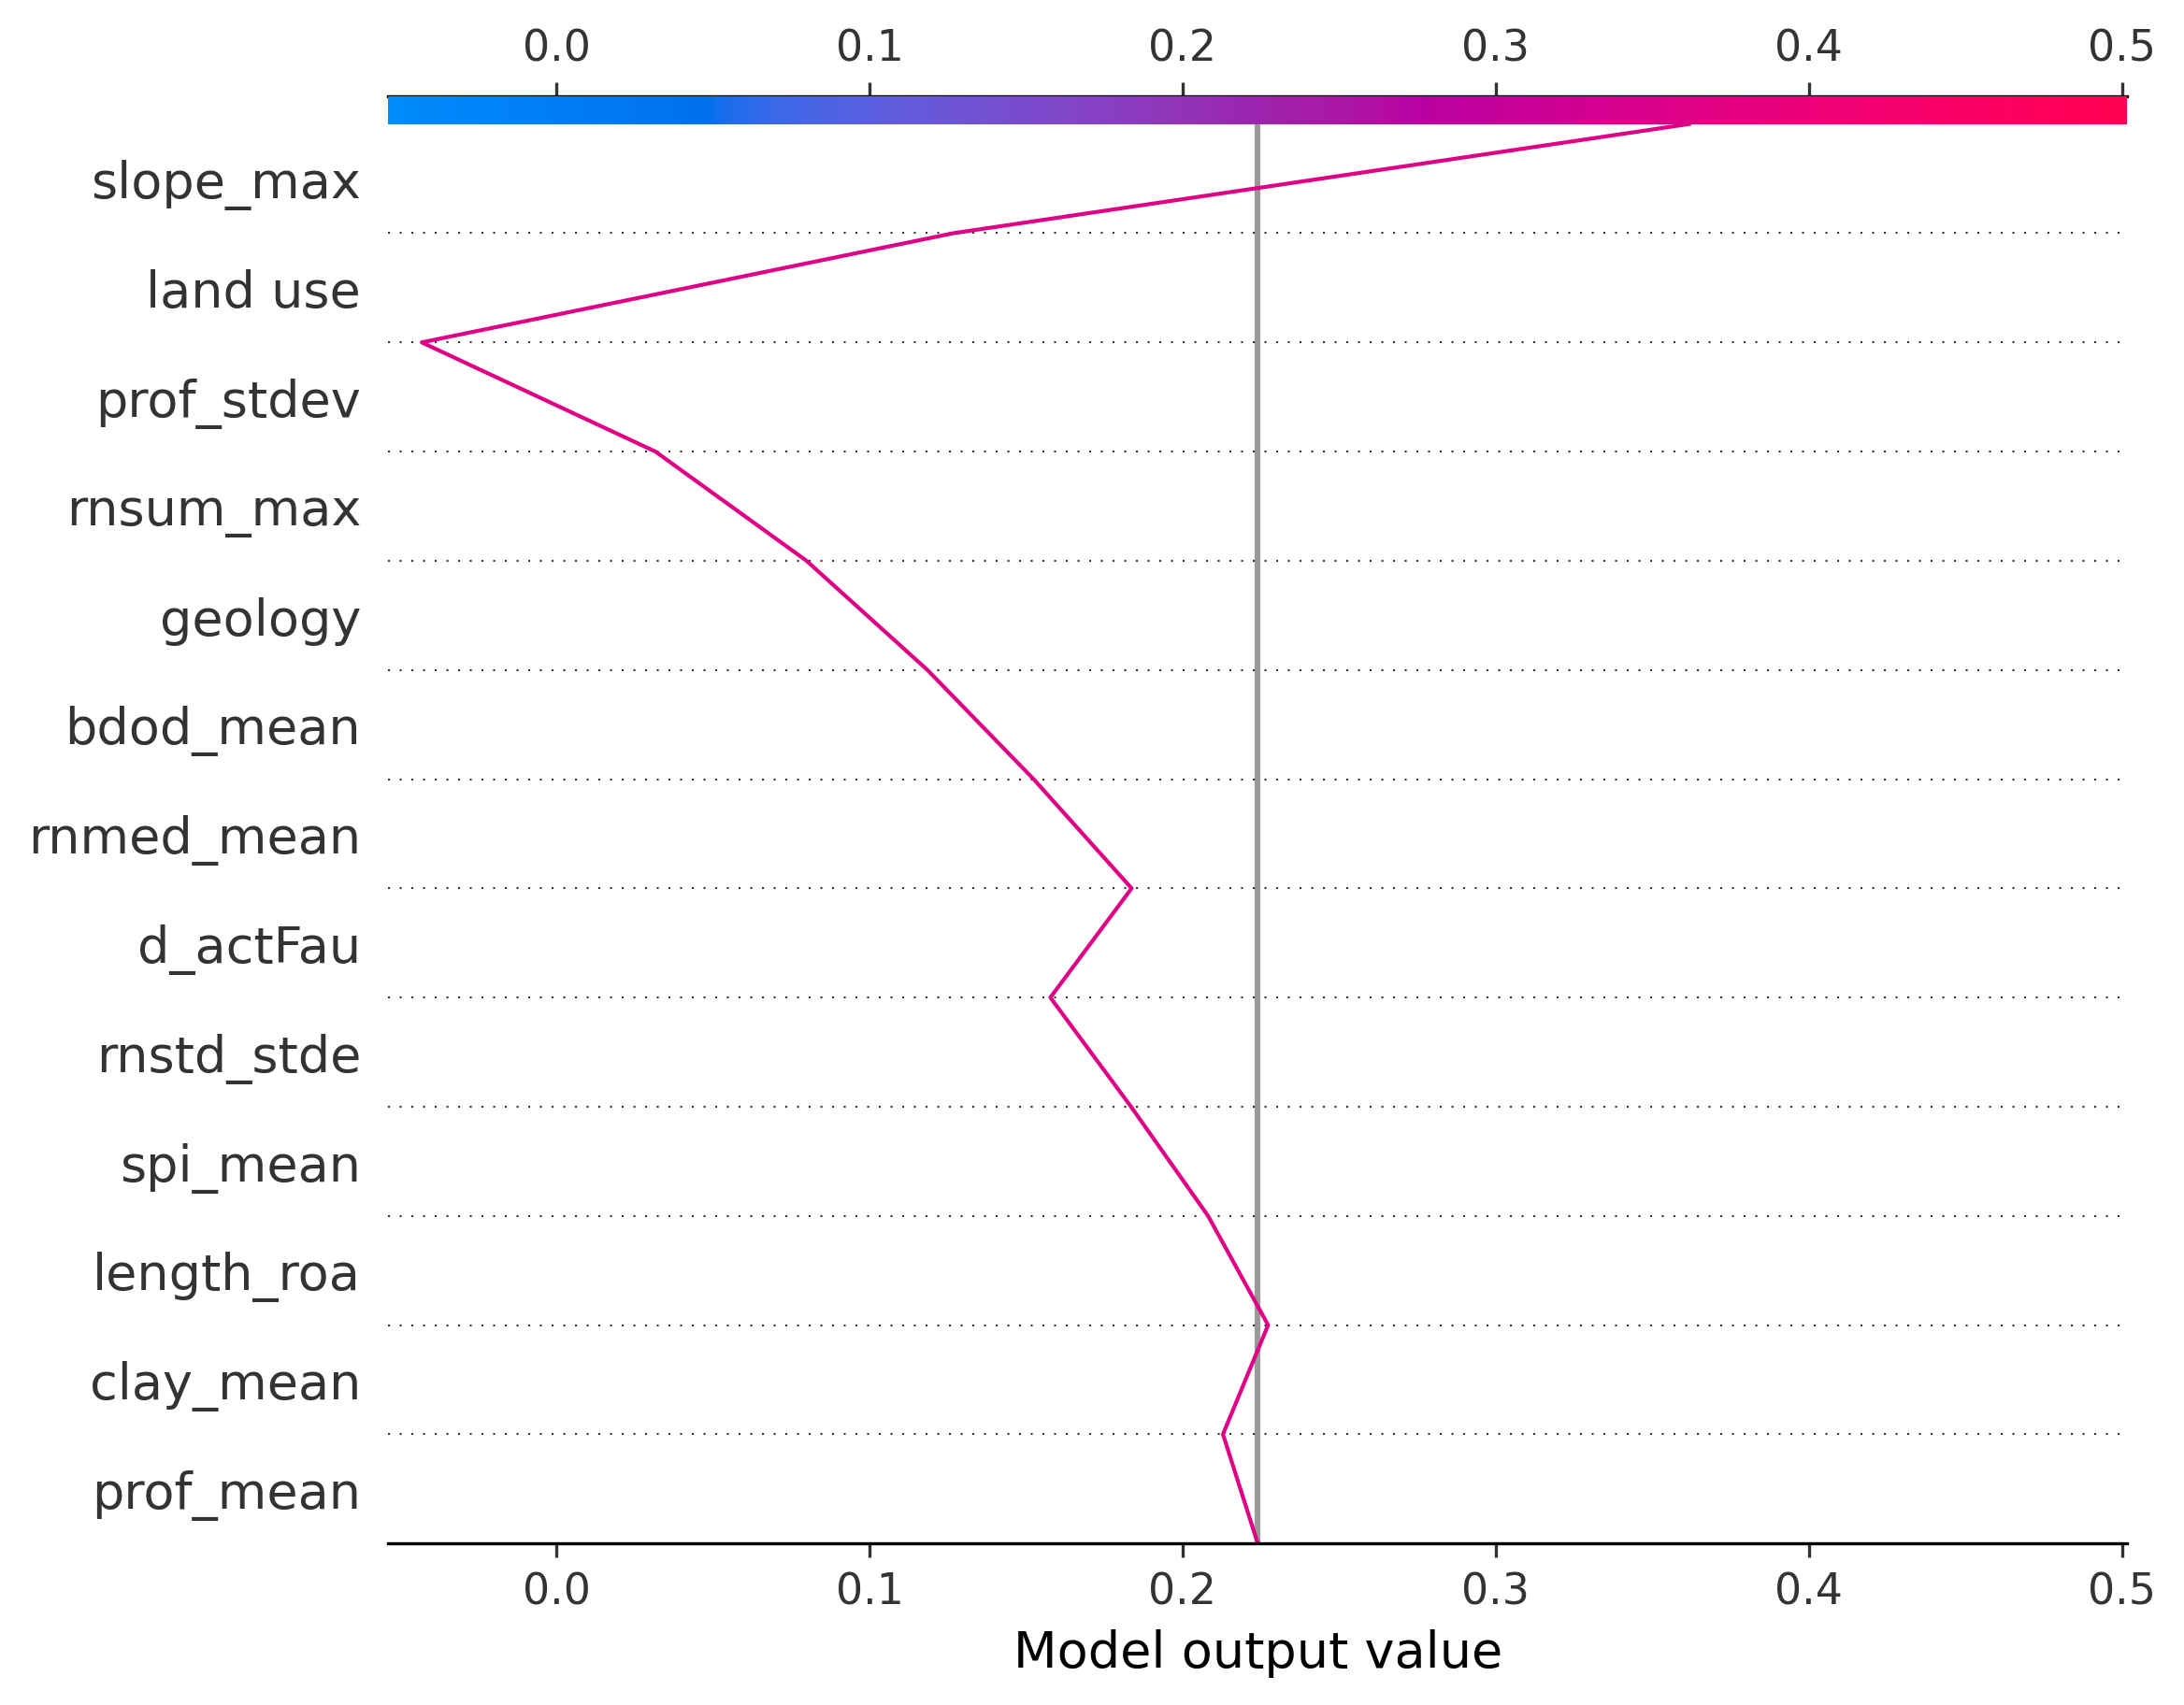 0.0 0.1 0.2 0.3 0.4 0.5
slope_max
land use
prof_stdev
rnsum_max
geology
bdod_mean
rnmed_mean
d_actFau
rnstd_stde
spi_mean
length_roa
clay_mean
prof_mean
0.0 0.1 0.2 0.3 0.4 0.5
Model output value